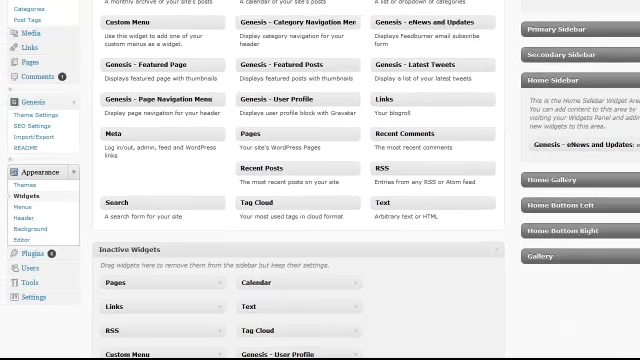 Categories
Post Tags
Media
Links
Pages
Comments
Genesis
Theme Settings
SEO Settings
Import/Export
README
Appearance
Themes
Widgets
Menus
Header
Background
Editor
Plugins
Users
Tools
Settings
A monthly archive of your site's posts
A calendar of your site's posts
A list or dropdown of categories
Custom Menu
Use this widget to add one of your
custom menus as a widget.
Genesis - Category Navigation Mer
Display category navigation for your
header
Genesis - eNews and Updates
Displays Feedburner email subscribe
form
Genesis - Featured Page
Displays featured page with thumbnails
Genesis - Featured Posts
Displays featured posts with thumbnails
Genesis - Latest Tweets
Display a list of your latest tweets
Genesis - Page Navigation Menu
Display page navigation for your header
Genesis - User Profile
Displays user profile block with Gravatar
Links
Your blogroll
Meta
Log in/out, admin, feed and WordPress
links
Pages
Your site's WordPress Pages
Recent Comments
The most recent comments
Recent Posts
The most recent posts on your site
RSS
Entries from any RSS or Atom feed
Search
A search form for your site
Tag Cloud
Your most used tags in cloud format
Text
Arbitrary text or HTML
Inactive Widgets
Drag widgets here to remove them from the sidebar but keep their settings.
Pages
Calendar
Links
Text
RSS
Tag Cloud
Custom Menu
Genesis - User Profile
Primary Sidebar
Secondary Sidebar
Home Sidebar
This is the Home Sidebar Widget Area
You can add content to this area by
visiting your Widgets Panel and adding
new widgets to this area.
Genesis - eNews and Updates:
Home Gallery
Home Bottom Left
Home Bottom Right
Gallery